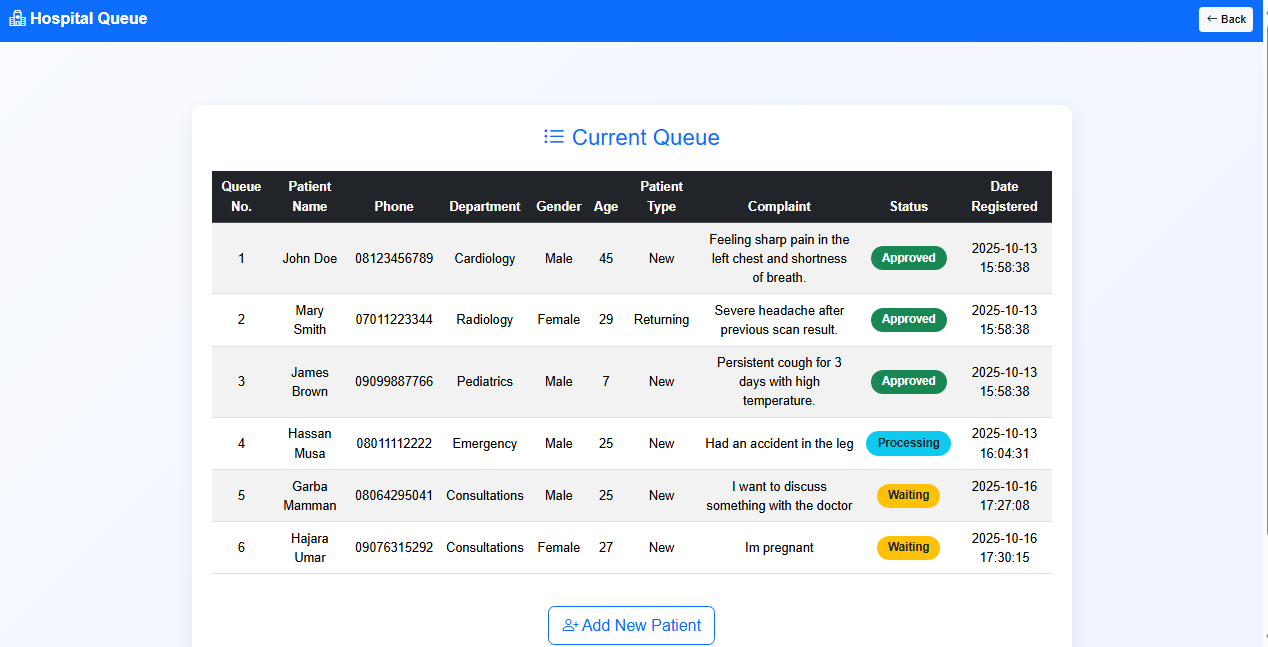 Hospital Queue
Back
Current Queue
Queue No. Patient Name Phone Department Gender Age Patient Type Complaint Status Date Registered
1 John Doe 08123456789 Cardiology Male 45 New Feeling sharp pain in the left chest and shortness of breath. Approved 2025-10-13 15:58:38
2 Mary Smith 07011223344 Radiology Female 29 Returning Severe headache after previous scan result. Approved 2025-10-13 15:58:38
3 James Brown 09099887766 Pediatrics Male 7 New Persistent cough for 3 days with high temperature. Approved 2025-10-13 15:58:38
4 Hassan Musa 08011112222 Emergency Male 25 New Had an accident in the leg Processing 2025-10-13 16:04:31
5 Garba Mamman 08064295041 Consultations Male 25 New I want to discuss something with the doctor Waiting 2025-10-16 17:27:08
6 Hajara Umar 09076315292 Consultations Female 27 New Im pregnant Waiting 2025-10-16 17:30:15
Add New Patient